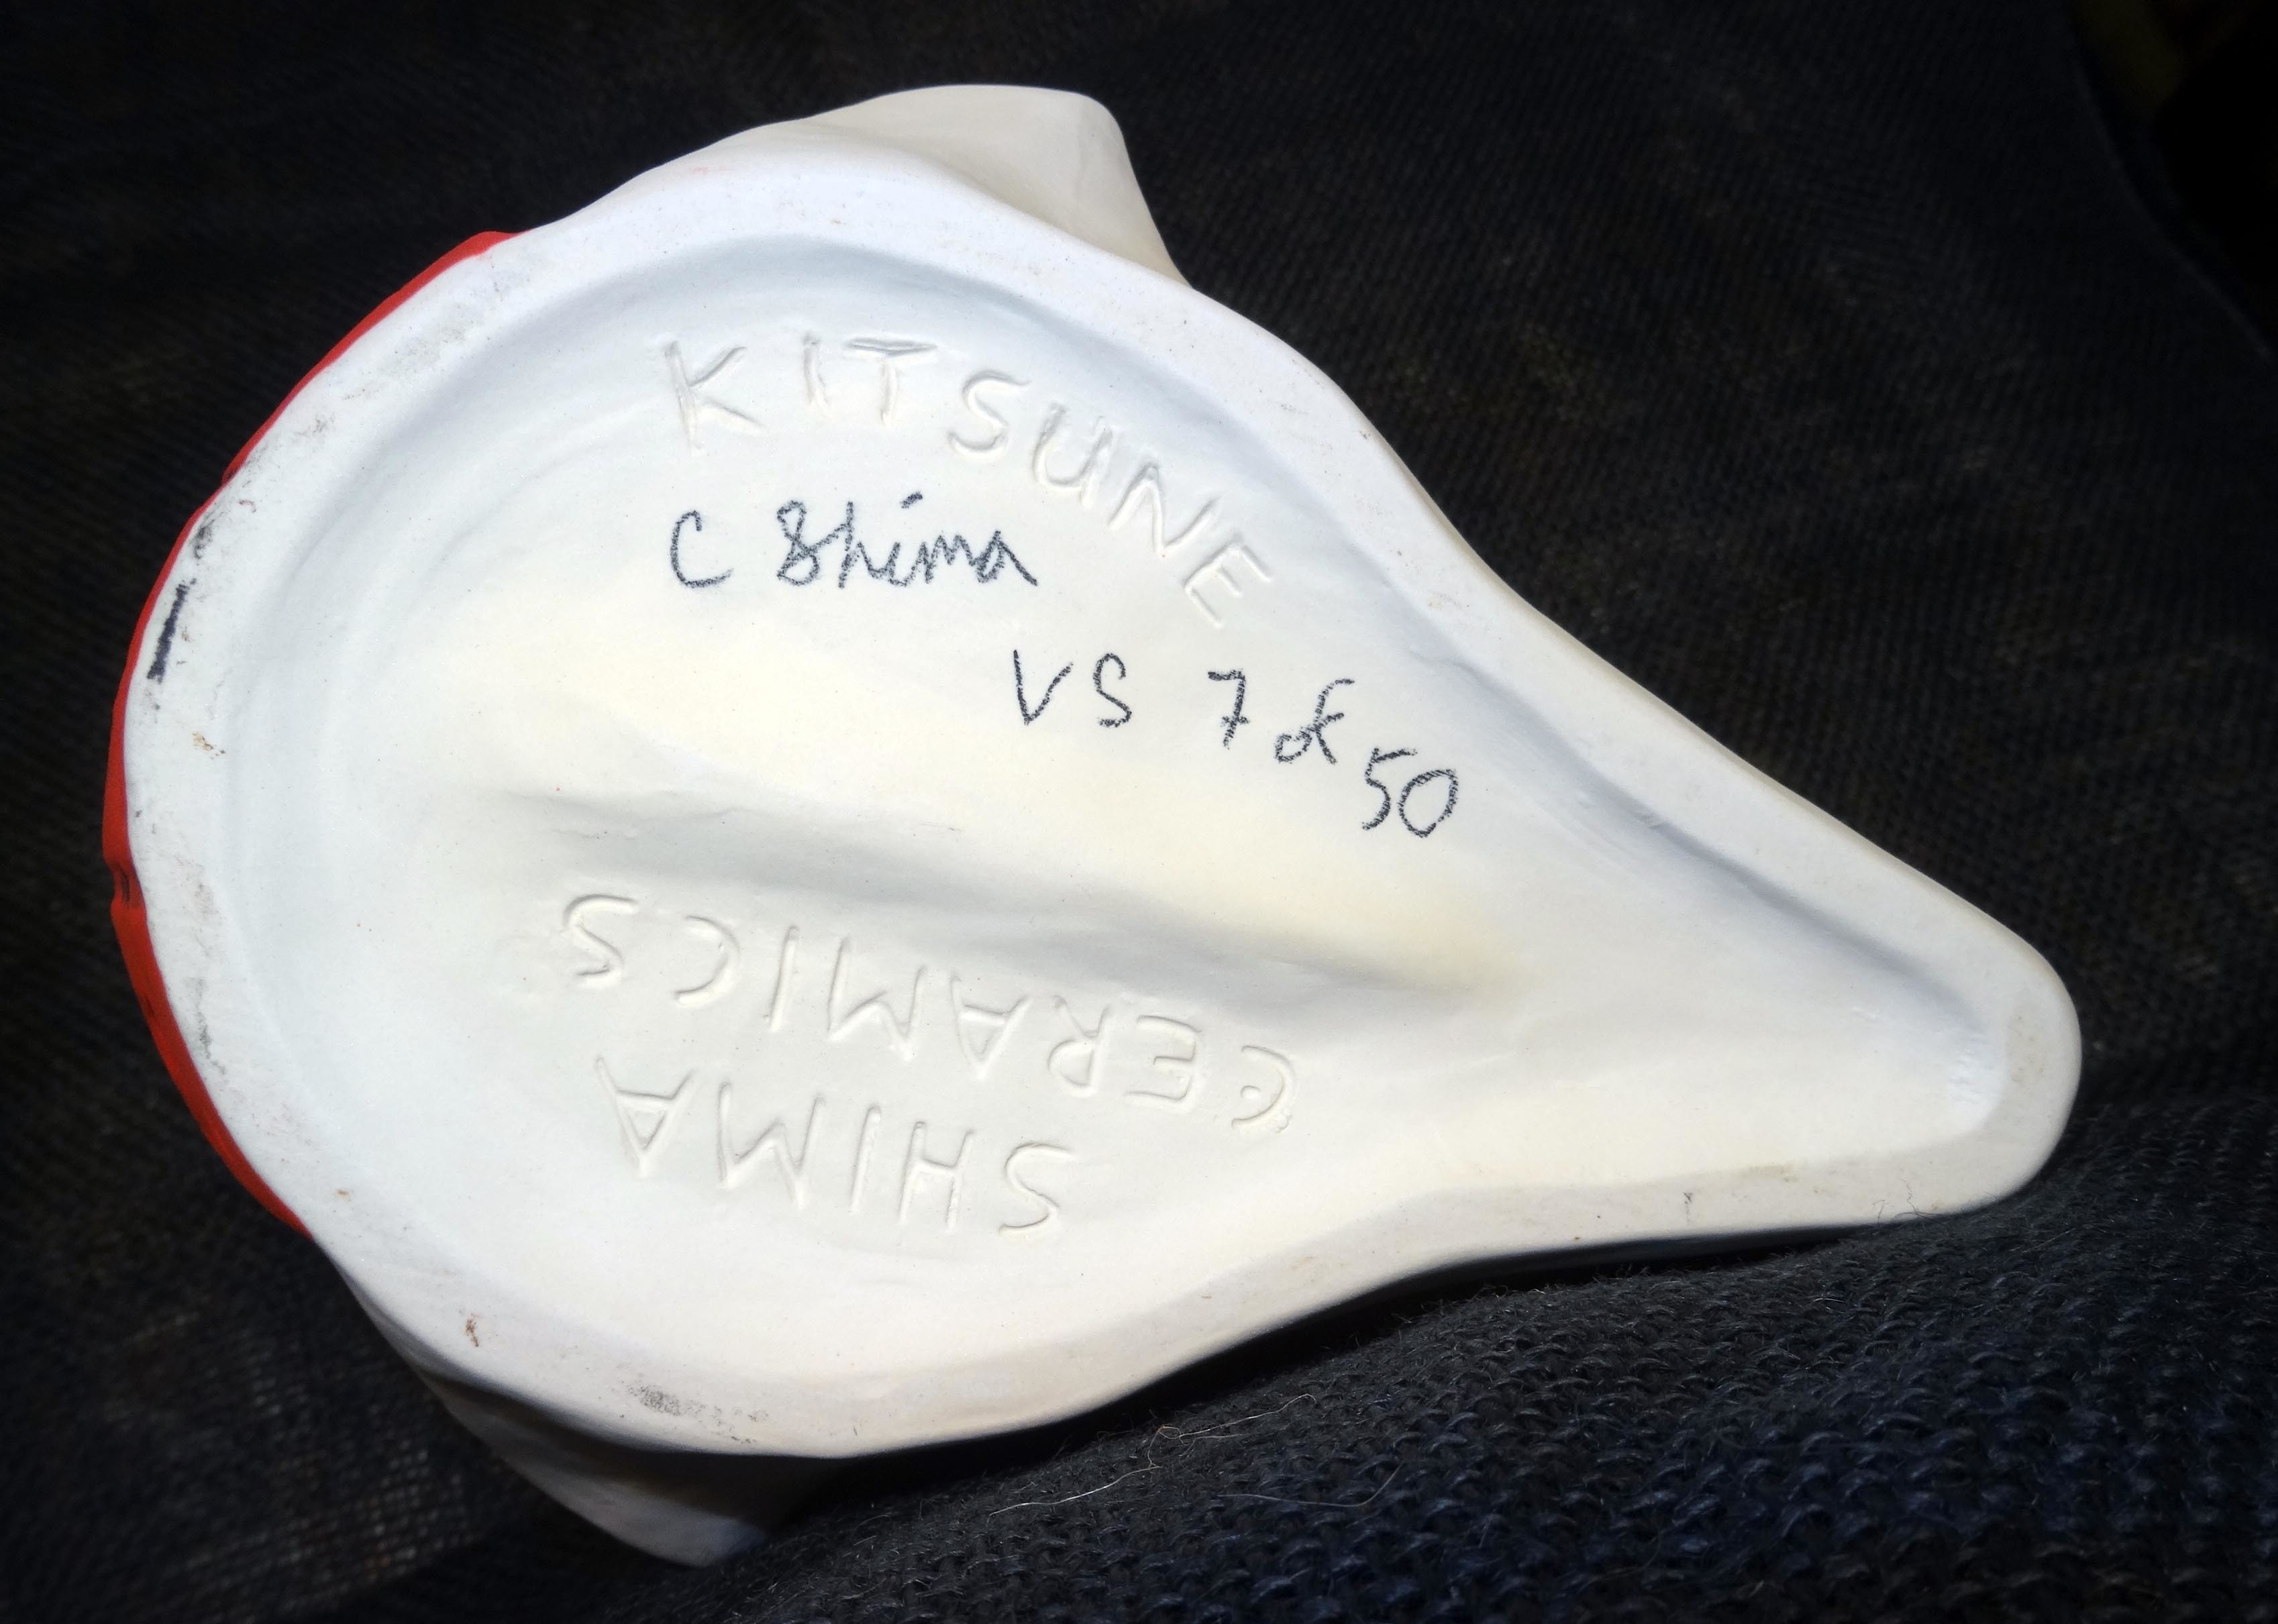 KITSUNE
C Shima
VS 7 of 50
SHIMA
CERAMICS